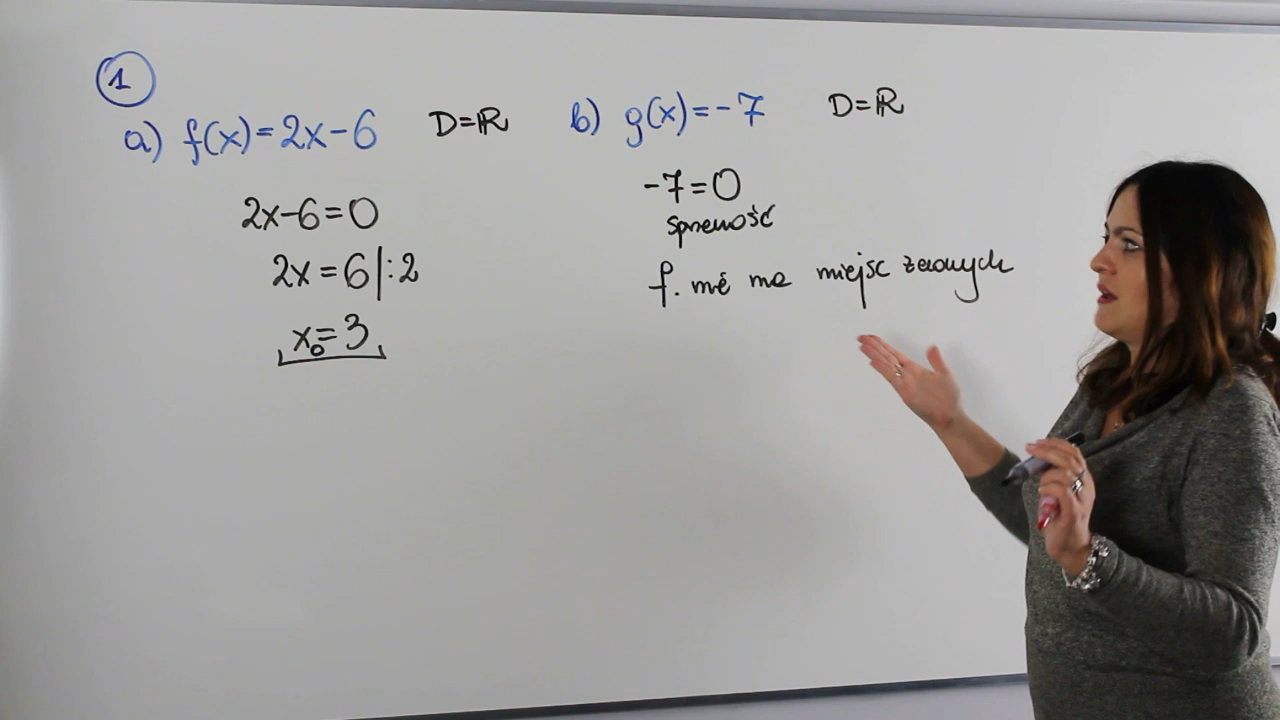 1
a) f(x)=2x-6 D=ℝ
2x-6=0
2x=6|:2
x₀=3
b) g(x)=-7 D=ℝ
-7=0
sprzeczność
f. nie ma miejsc zerowych